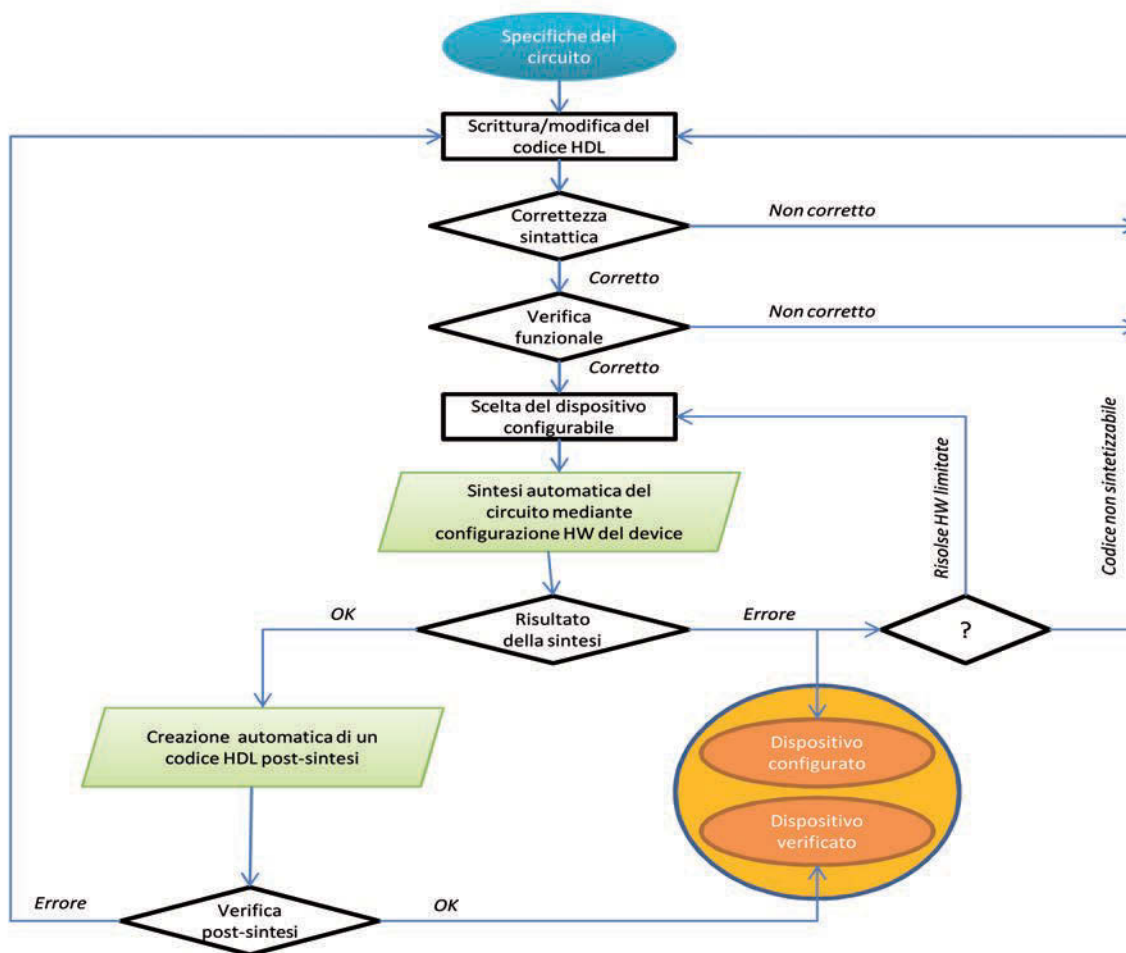 Specifiche del
circuito
Scrittura/modifica del
codice HDL
Correttezza
sintattica
Non corretto
Corretto
Verifica
funzionale
Non corretto
Corretto
Scelta del dispositivo
configurabile
Sintesi automatica del
circuito mediante
configurazione HW del device
Risolse HW limitate
Codice non sintetizzabile
OK
Risultato
della sintesi
Errore
?
Creazione automatica di un
codice HDL post-sintesi
Dispositivo
configurato
Dispositivo
verificato
Errore
Verifica
post-sintesi
OK